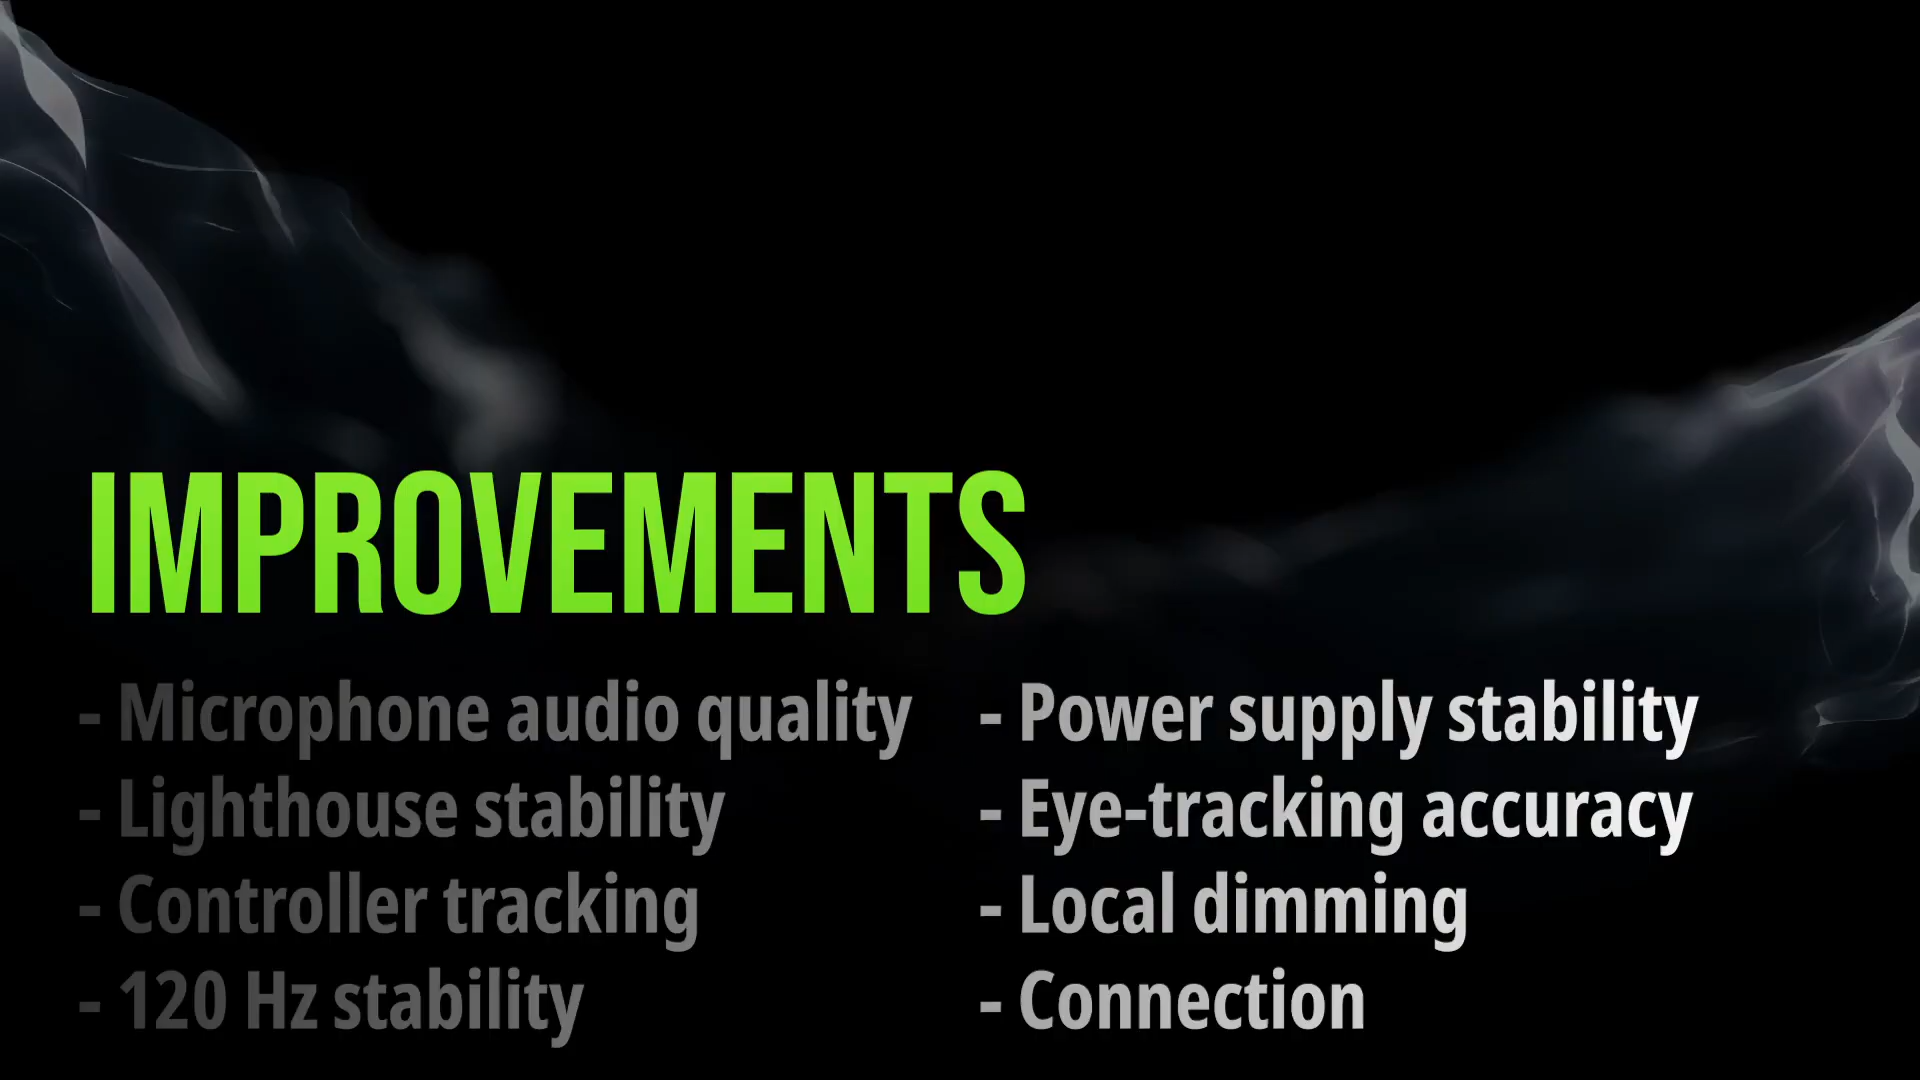 IMPROVEMENTS
- Microphone audio quality
- Lighthouse stability
- Controller tracking
- 120 Hz stability
- Power supply stability
- Eye-tracking accuracy
- Local dimming
- Connection